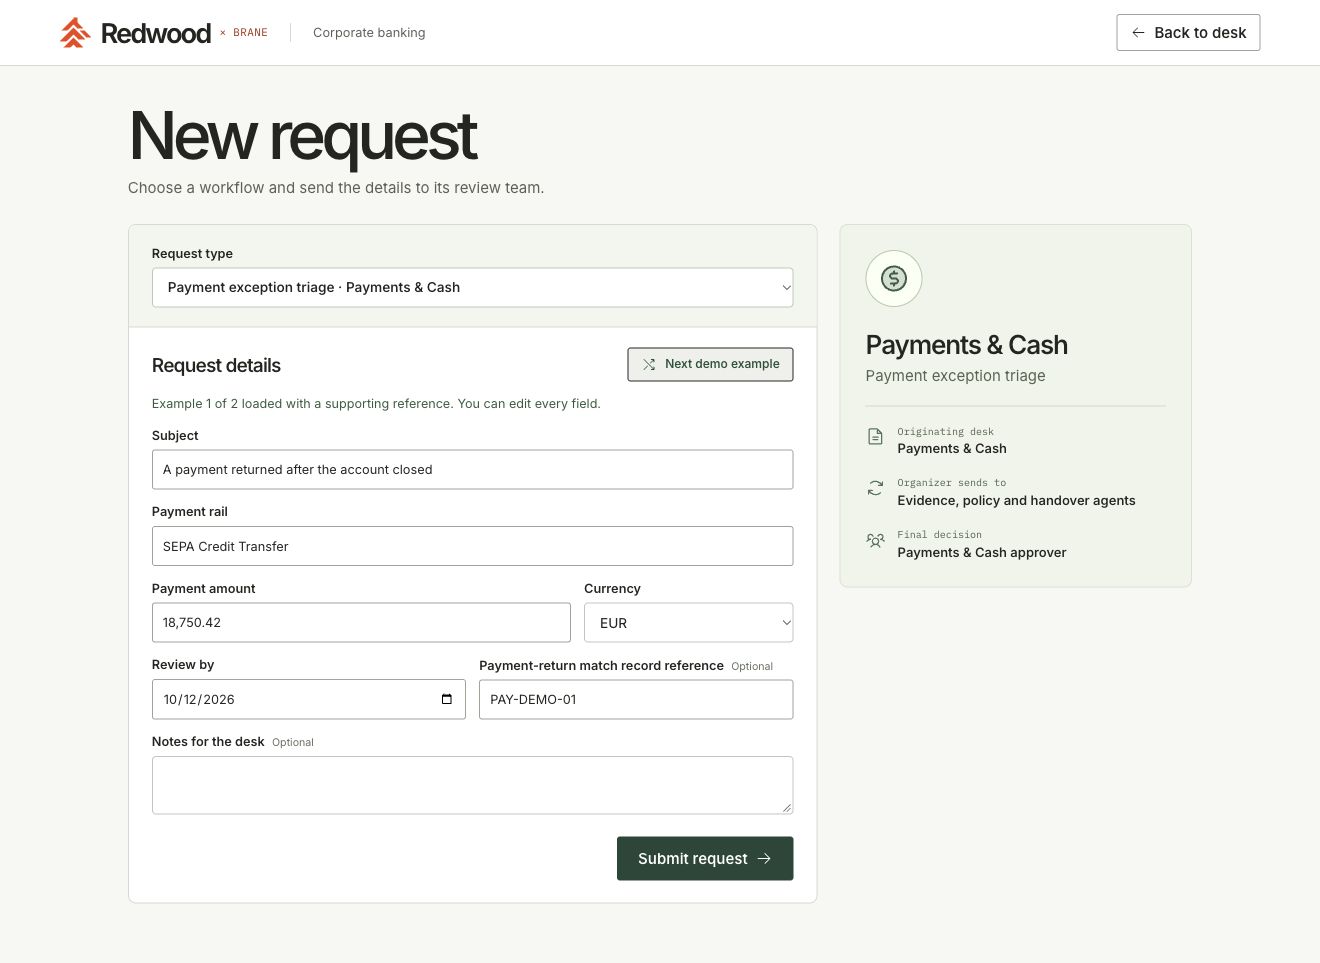 Redwood × BRANE Corporate banking
← Back to desk
New request
Choose a workflow and send the details to its review team.
Request type
Payment exception triage · Payments & Cash
Request details
Next demo example
Example 1 of 2 loaded with a supporting reference. You can edit every field.
Subject
A payment returned after the account closed
Payment rail
SEPA Credit Transfer
Payment amount Currency
18,750.42 EUR
Review by Payment-return match record reference Optional
10/12/2026 PAY-DEMO-01
Notes for the desk Optional
Submit request →
Payments & Cash
Payment exception triage
Originating desk
Payments & Cash
Organizer sends to
Evidence, policy and handover agents
Final decision
Payments & Cash approver